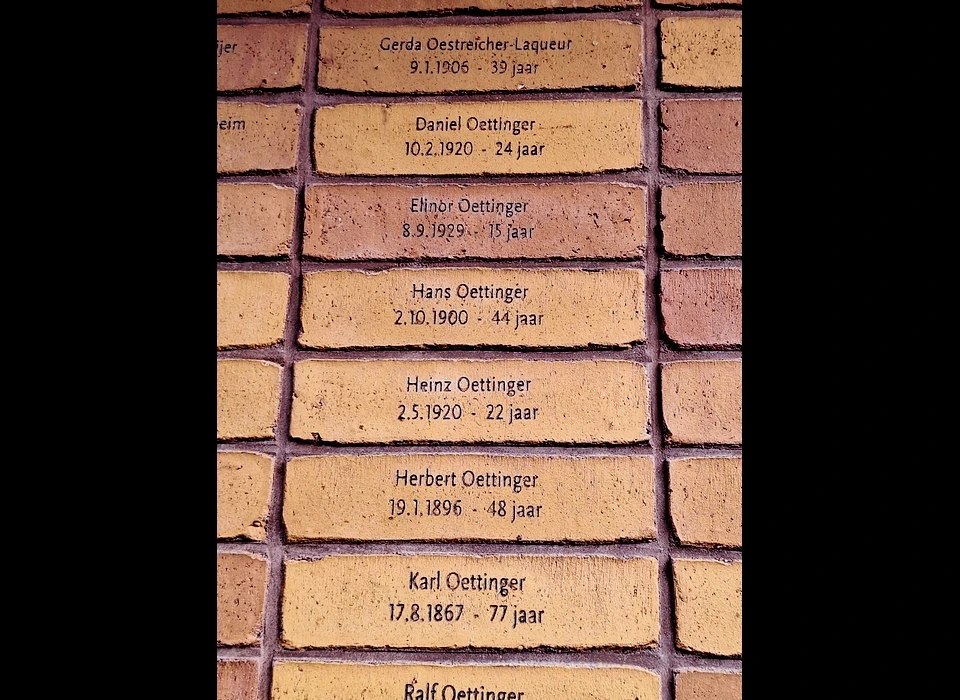 ijer
eim
Gerda Oestreicher-Laqueur
9.1.1906 - 39 jaar
Daniel Oettinger
10.2.1920 - 24 jaar
Elinor Oettinger
8.9.1929 - 15 jaar
Hans Oettinger
2.10.1900 - 44 jaar
Heinz Oettinger
2.5.1920 - 22 jaar
Herbert Oettinger
19.1.1896 - 48 jaar
Karl Oettinger
17.8.1867 - 77 jaar
Ralf Oettinger